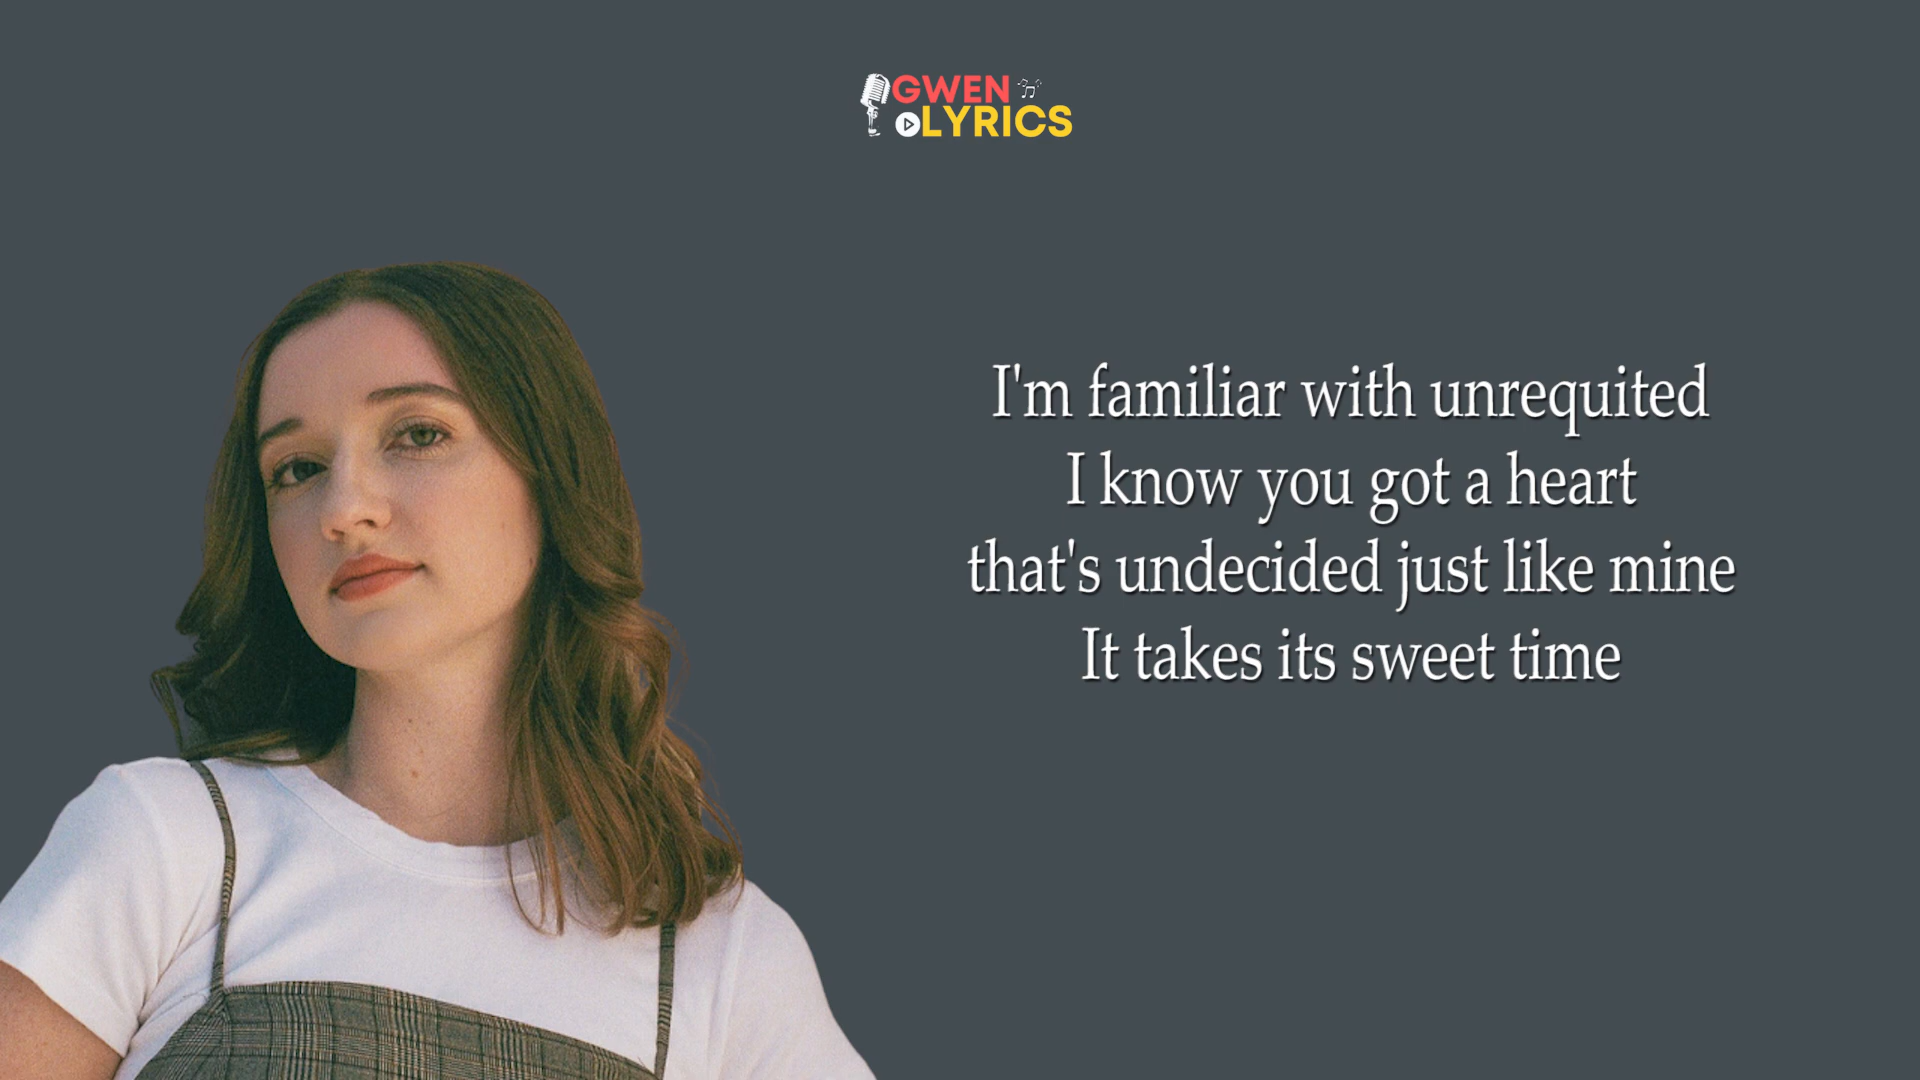 GWEN
LYRICS
I'm familiar with unrequited
I know you got a heart
that's undecided just like mine
It takes its sweet time